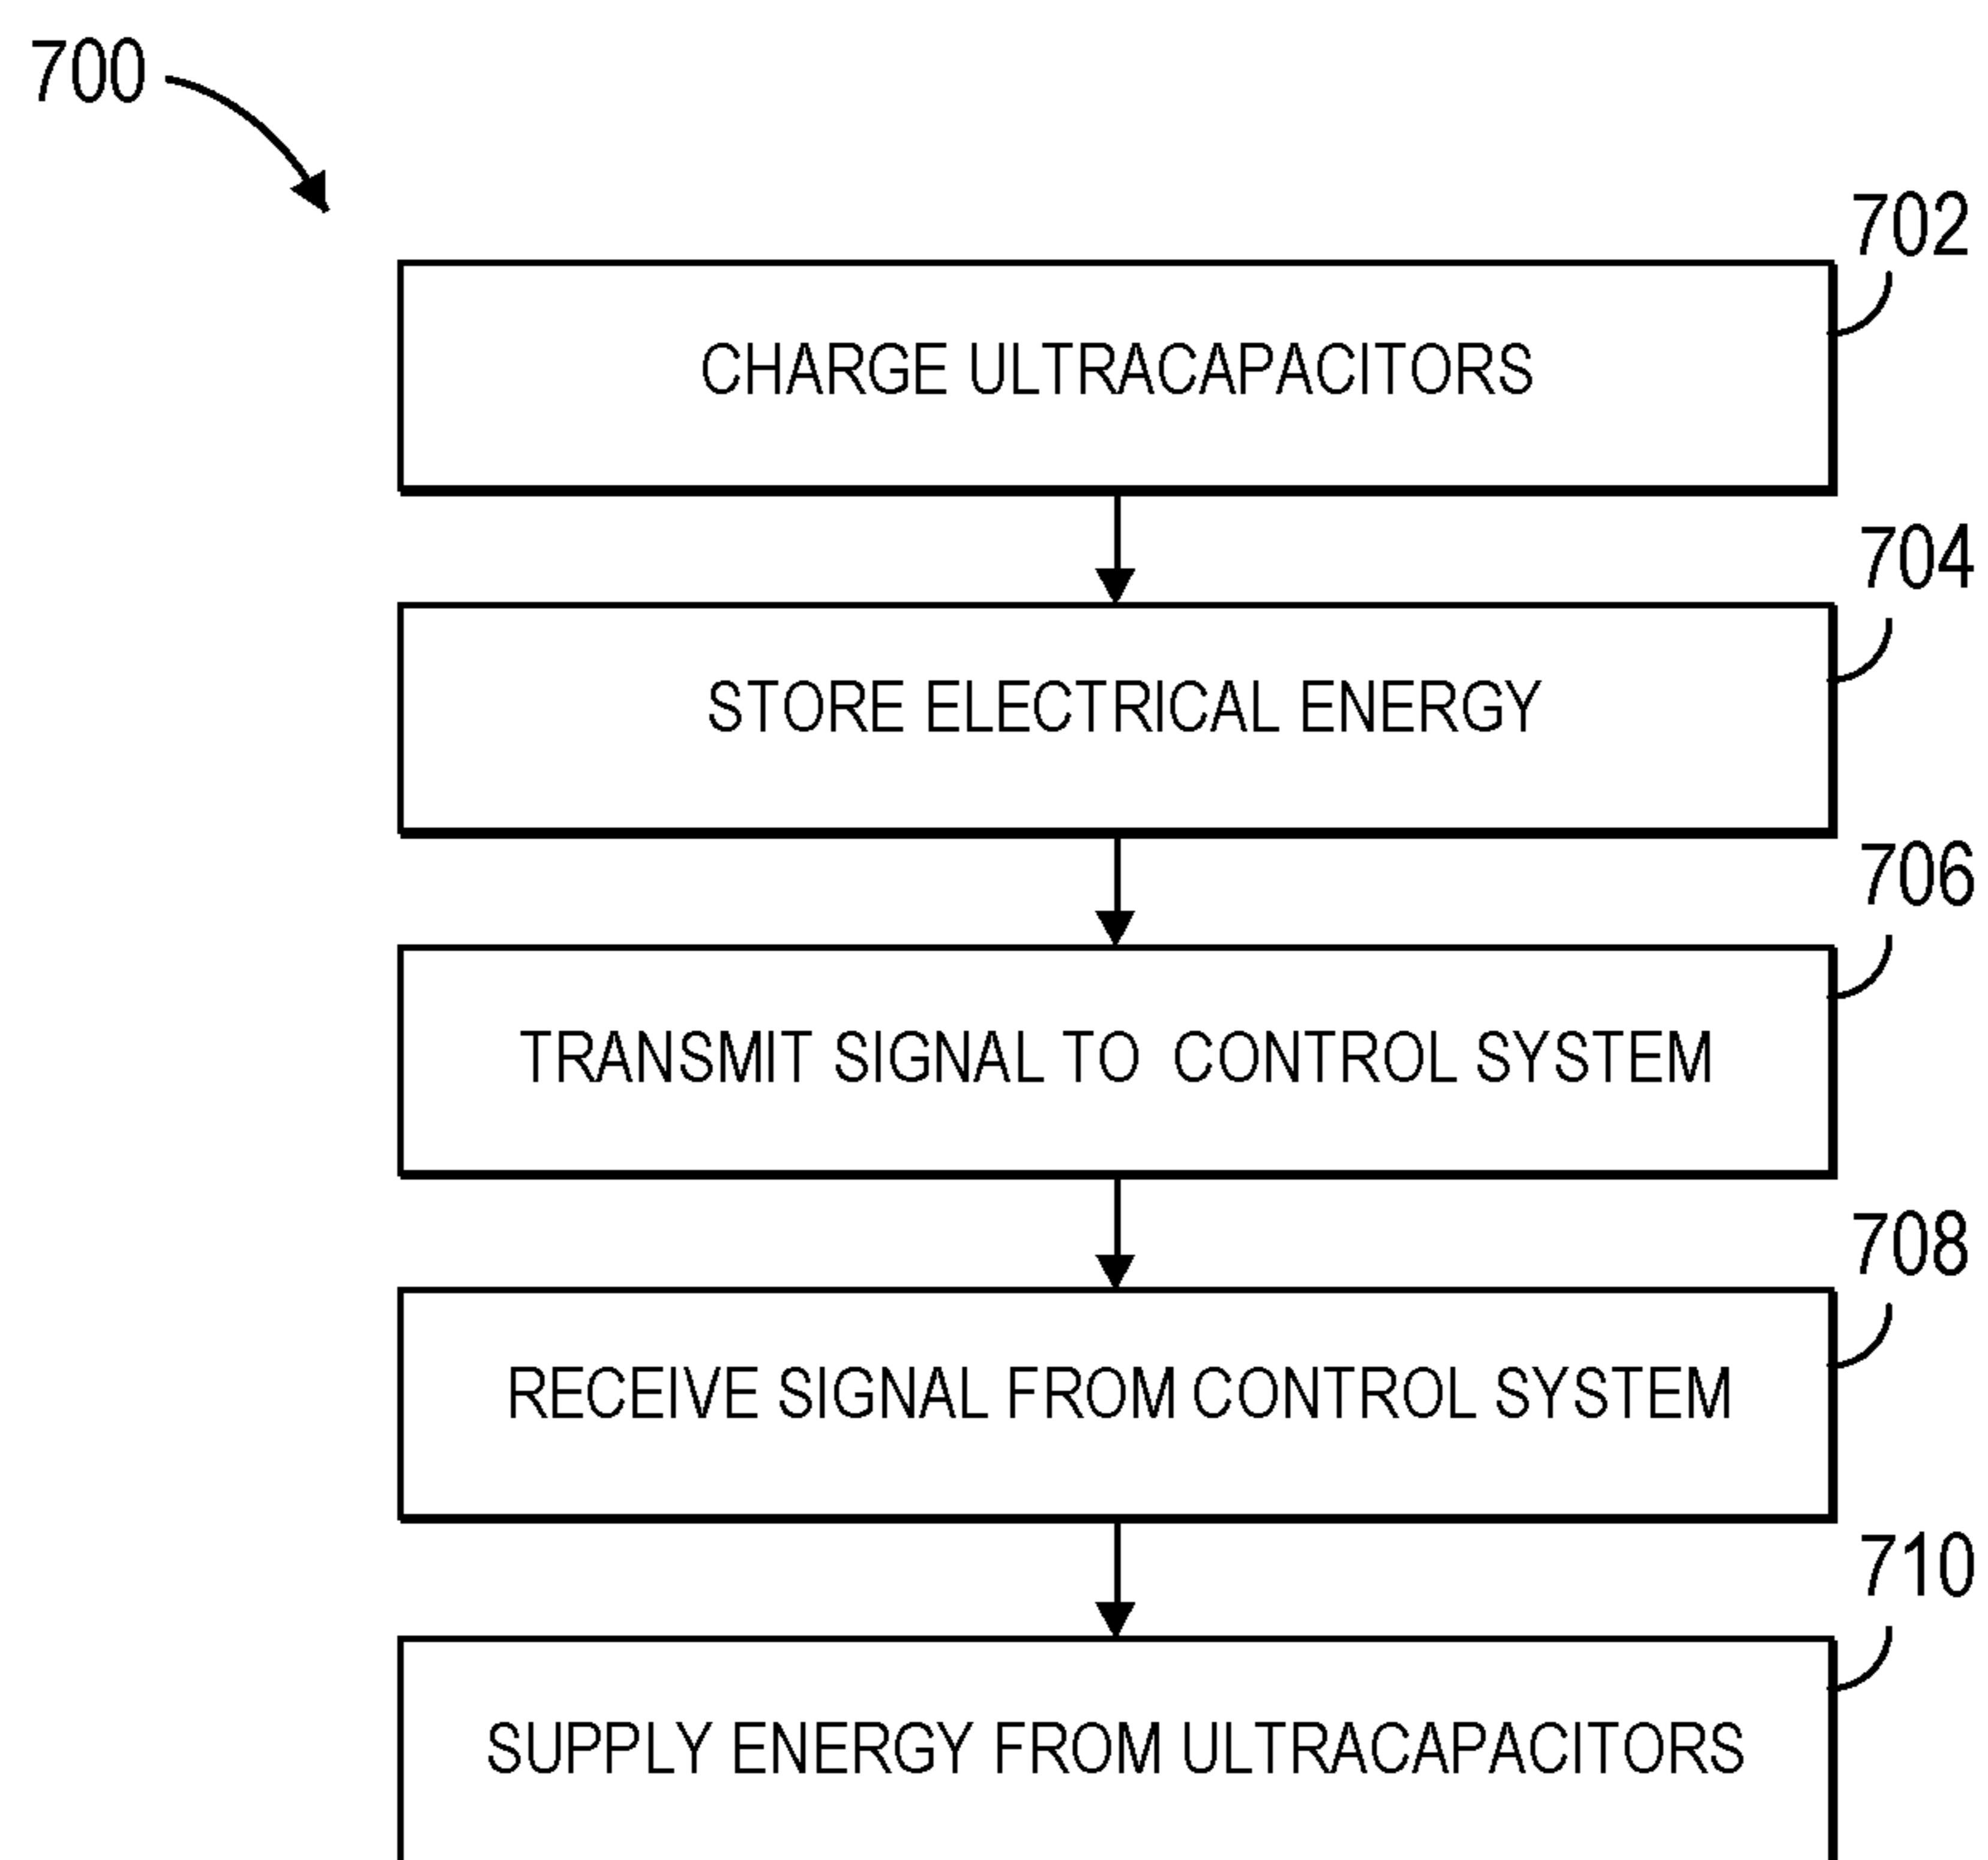 700
702
CHARGE ULTRACAPACITORS
704
STORE ELECTRICAL ENERGY
706
TRANSMIT SIGNAL TO CONTROL SYSTEM
708
RECEIVE SIGNAL FROM CONTROL SYSTEM
710
SUPPLY ENERGY FROM ULTRACAPACITORS